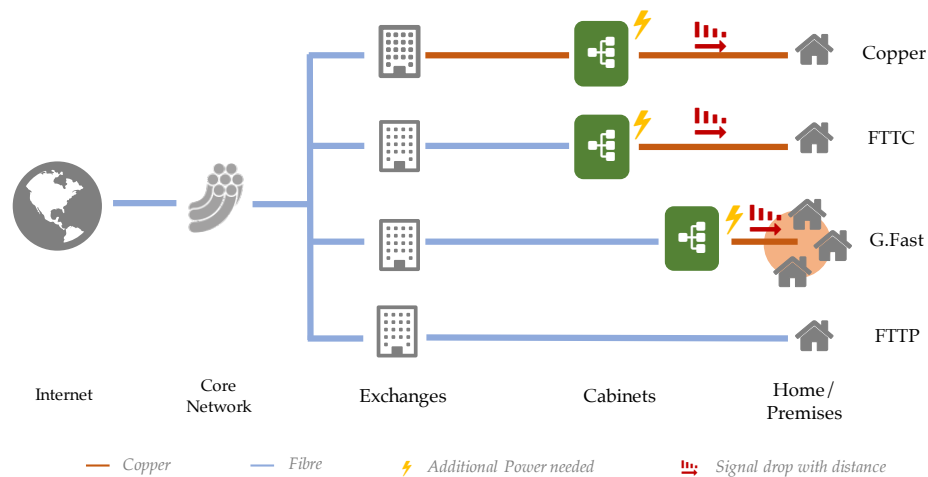 Copper
FTTC
G.Fast
FTTP
Internet
Core
Network
Exchanges
Cabinets
Home/
Premises
Copper
Fibre
Additional Power needed
Signal drop with distance